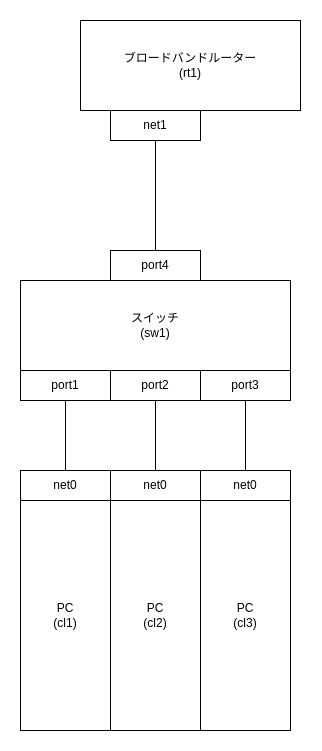 ブロードバンドルーター
(rt1)
net1
port4
スイッチ
(sw1)
port1
port2
port3
net0
net0
net0
PC
(cl1)
PC
(cl2)
PC
(cl3)